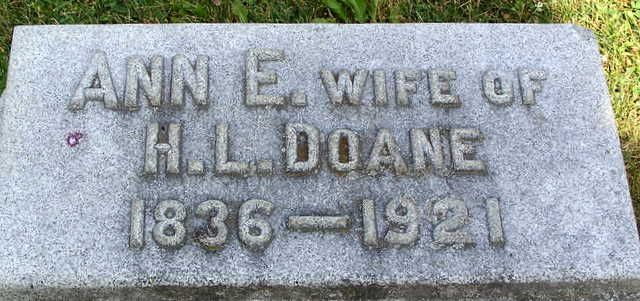 ANN E. WIFE OF
H. L. DOANE
1836—1921